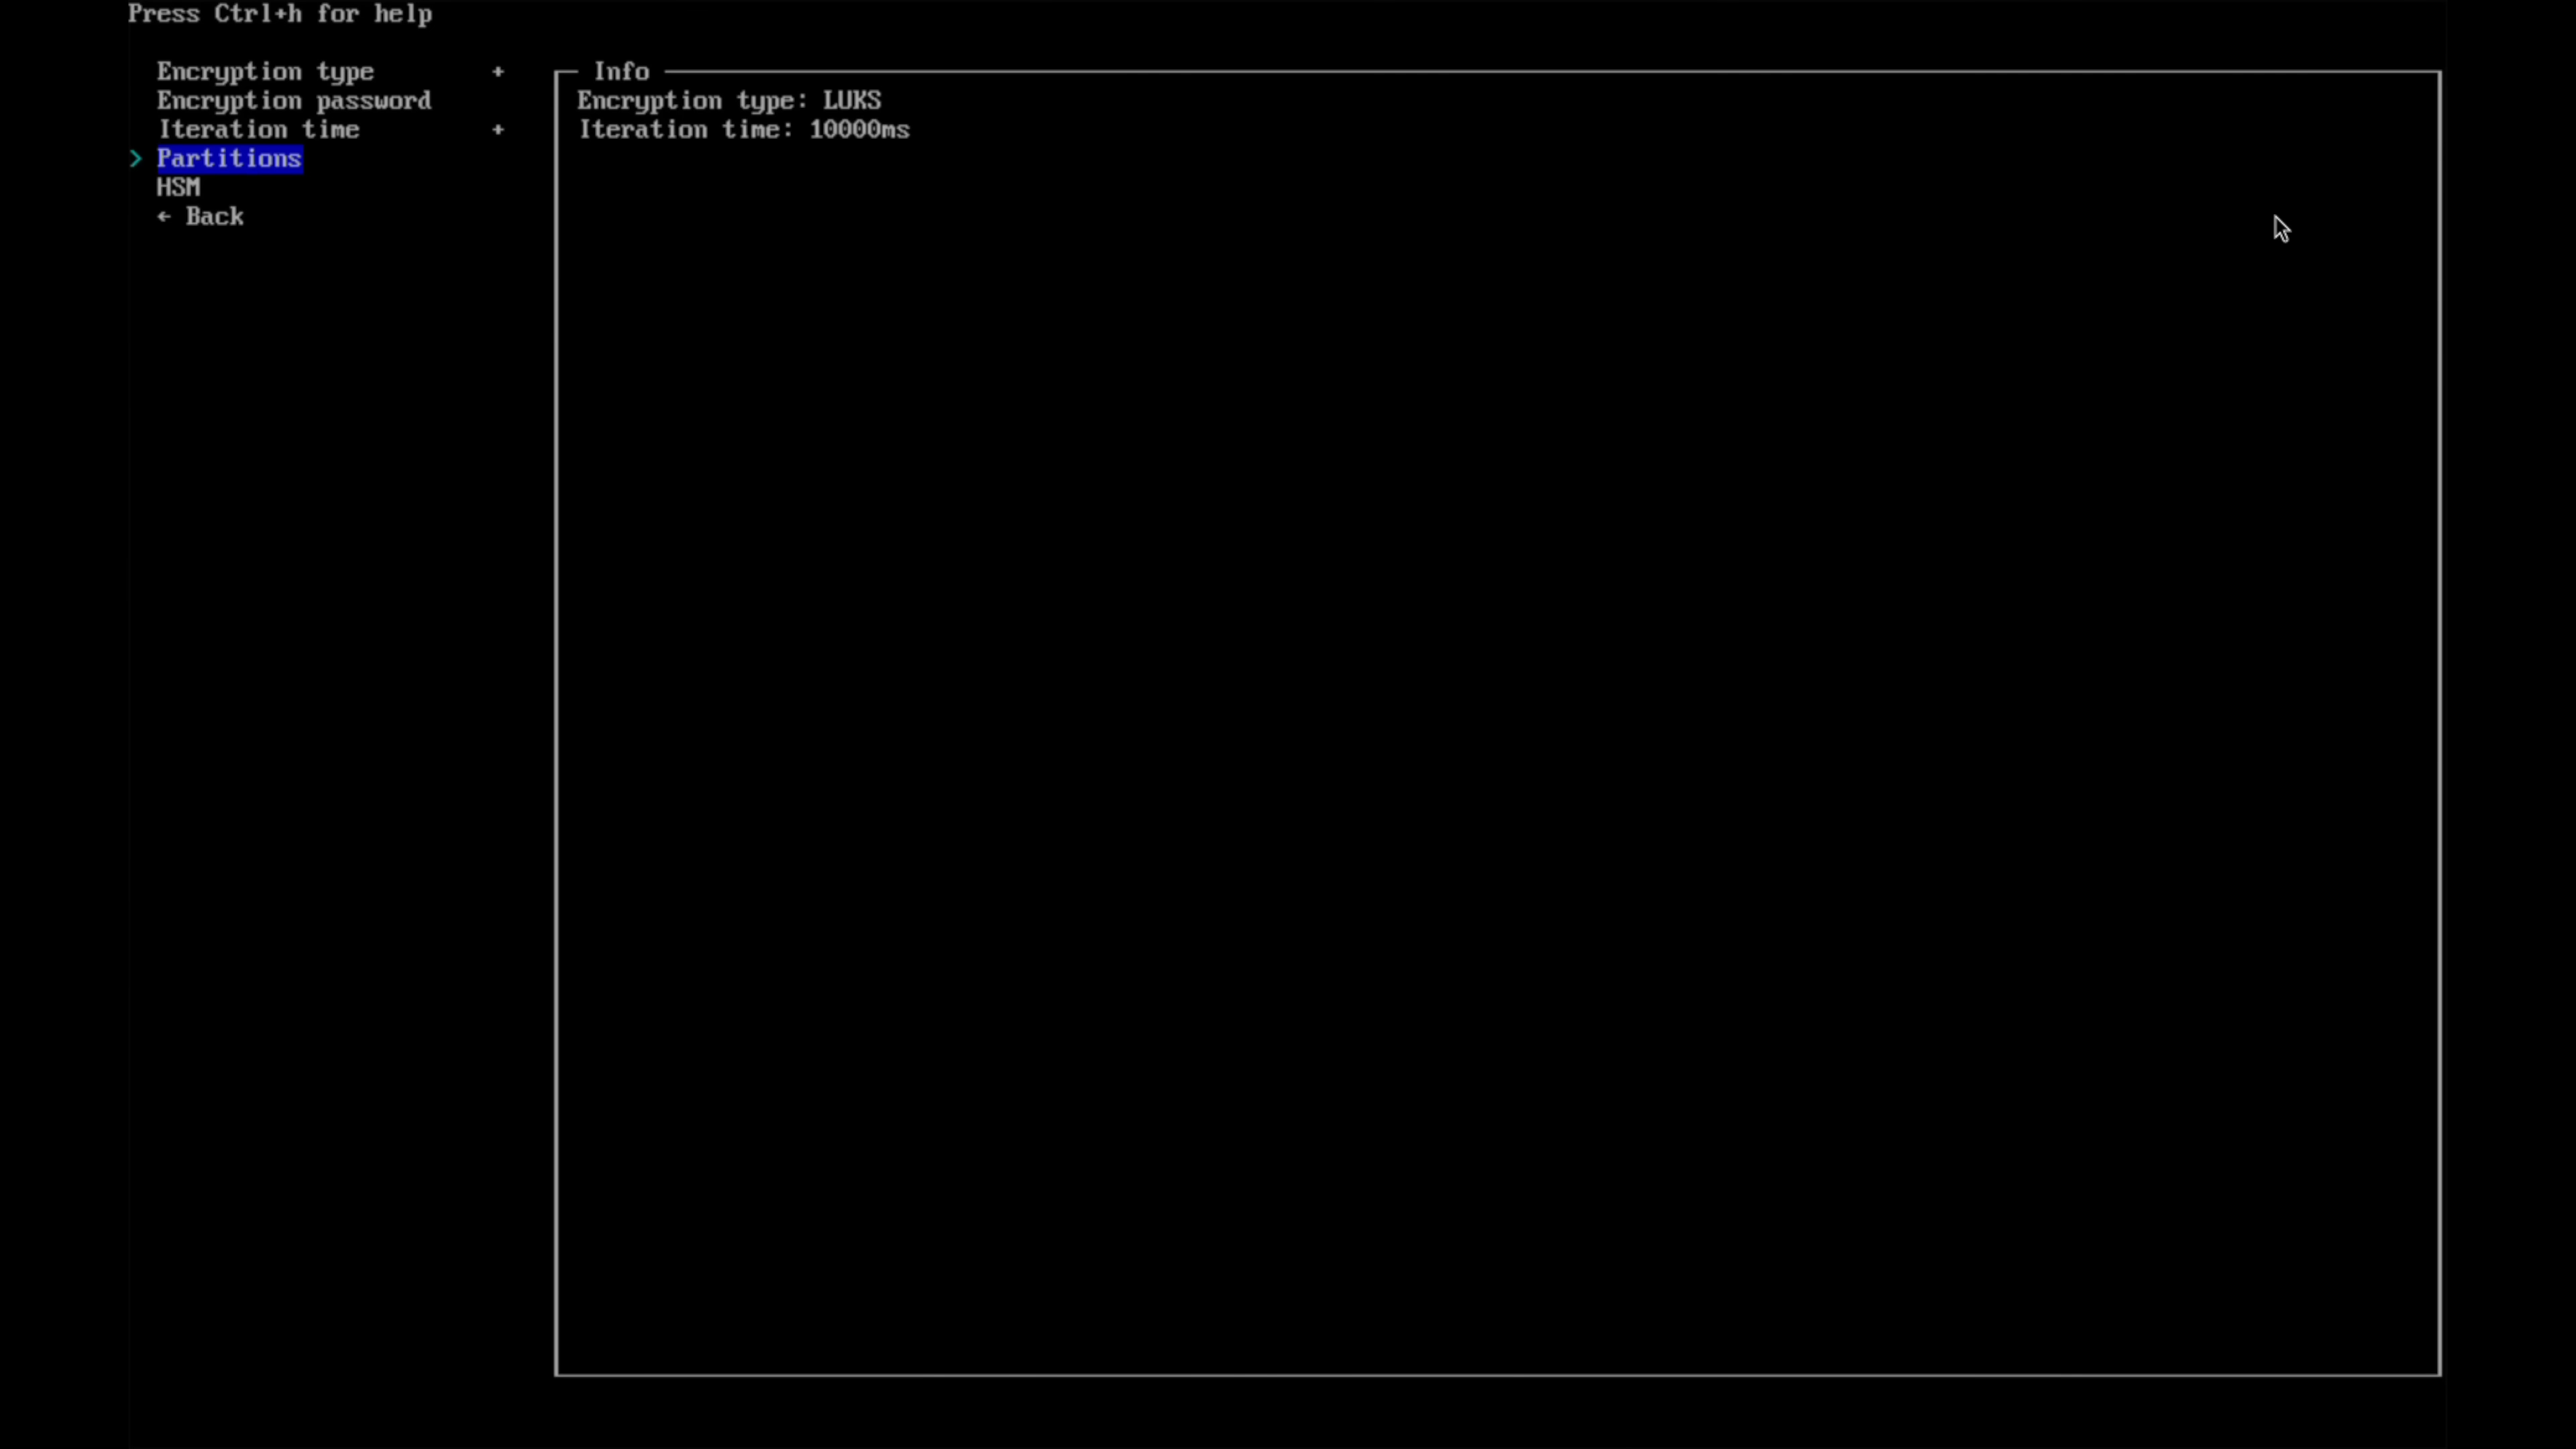 Press Ctrl+h for help
Encryption type +
Encryption password
Iteration time +
> Partitions
HSM
← Back
Info
Encryption type: LUKS
Iteration time: 10000ms